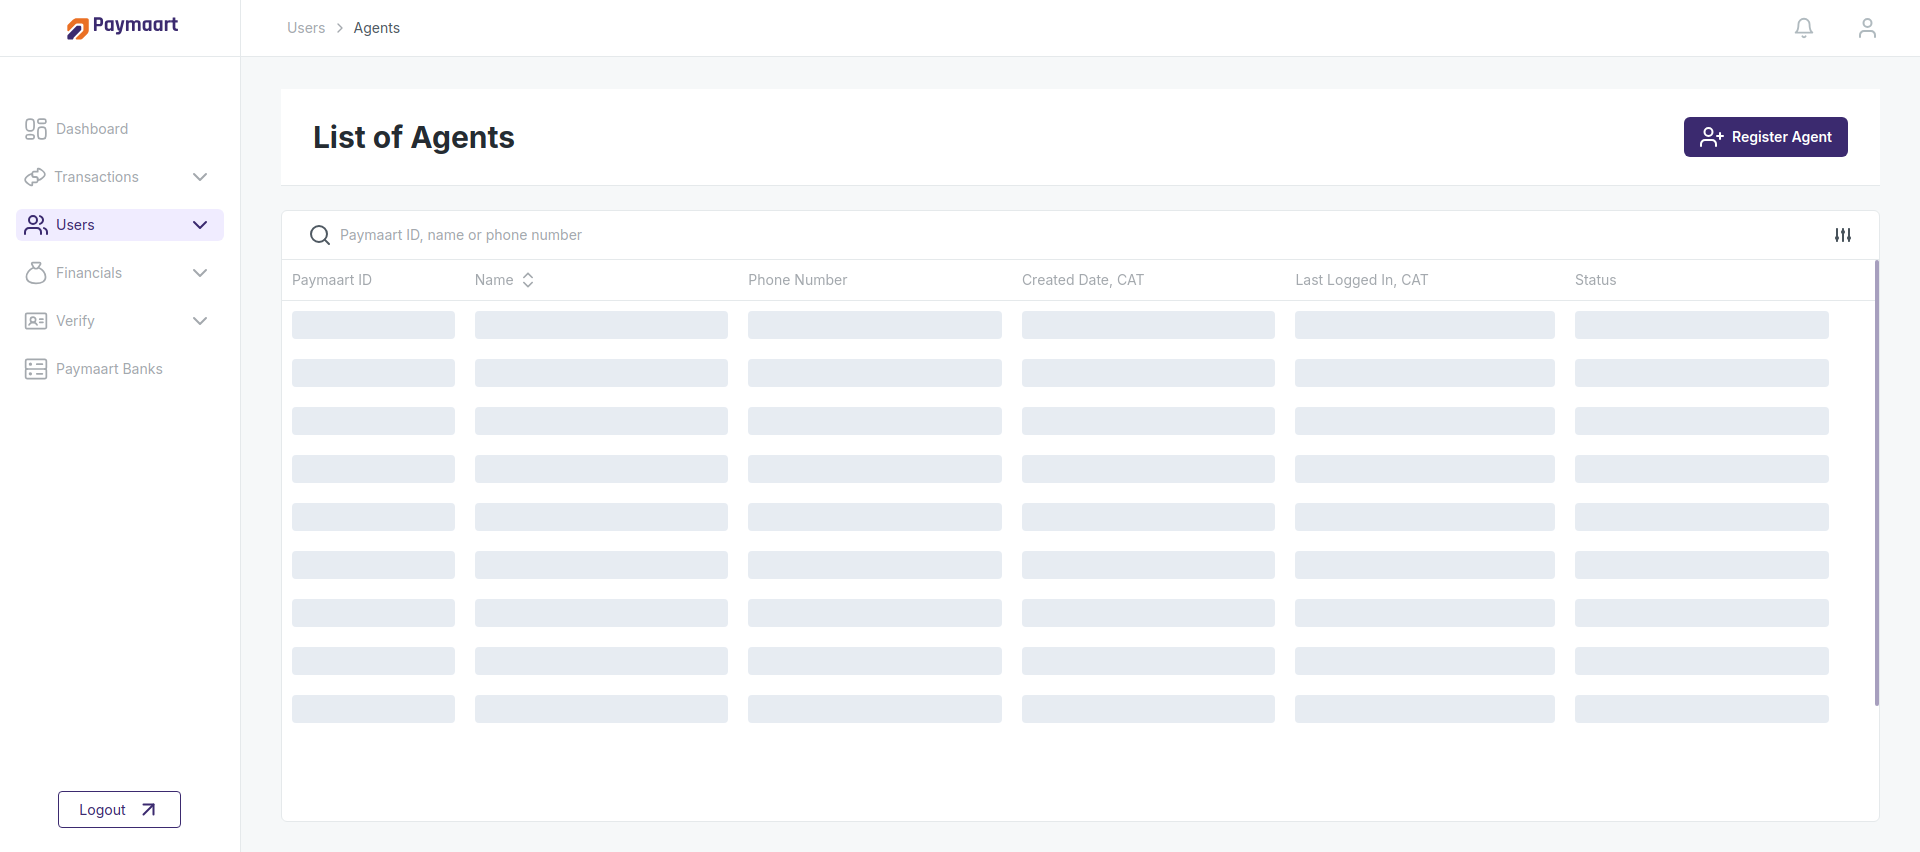 Paymaart
Users > Agents
Dashboard
Transactions
Users
Financials
Verify
Paymaart Banks
Logout
List of Agents
Register Agent
Paymaart ID, name or phone number
Paymaart ID Name Phone Number Created Date, CAT Last Logged In, CAT Status